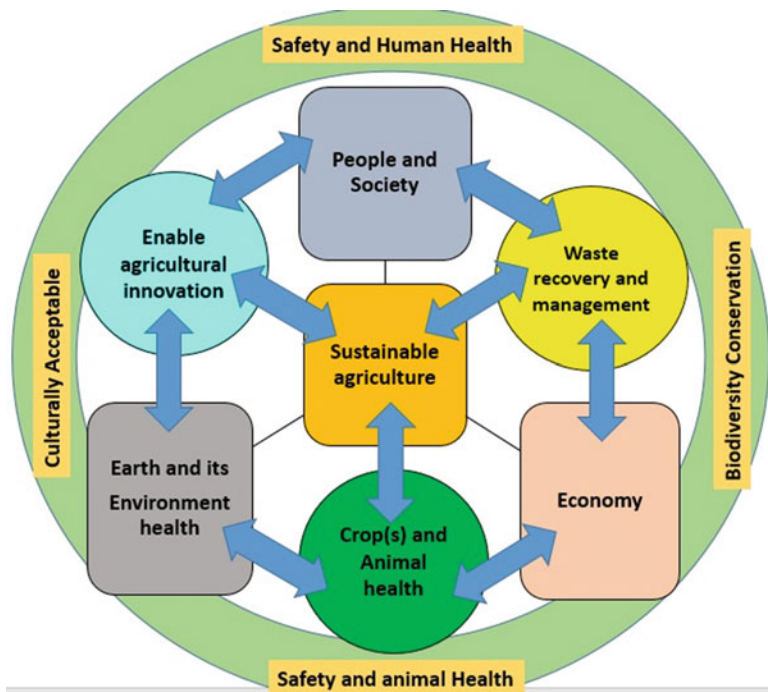 Safety and Human Health
People and
Society
Enable
agricultural
innovation
Waste
recovery and
management
Culturally Acceptable
Biodiversity Conservation
Sustainable
agriculture
Earth and its
Environment
health
Crop(s) and
Animal
health
Economy
Safety and animal Health